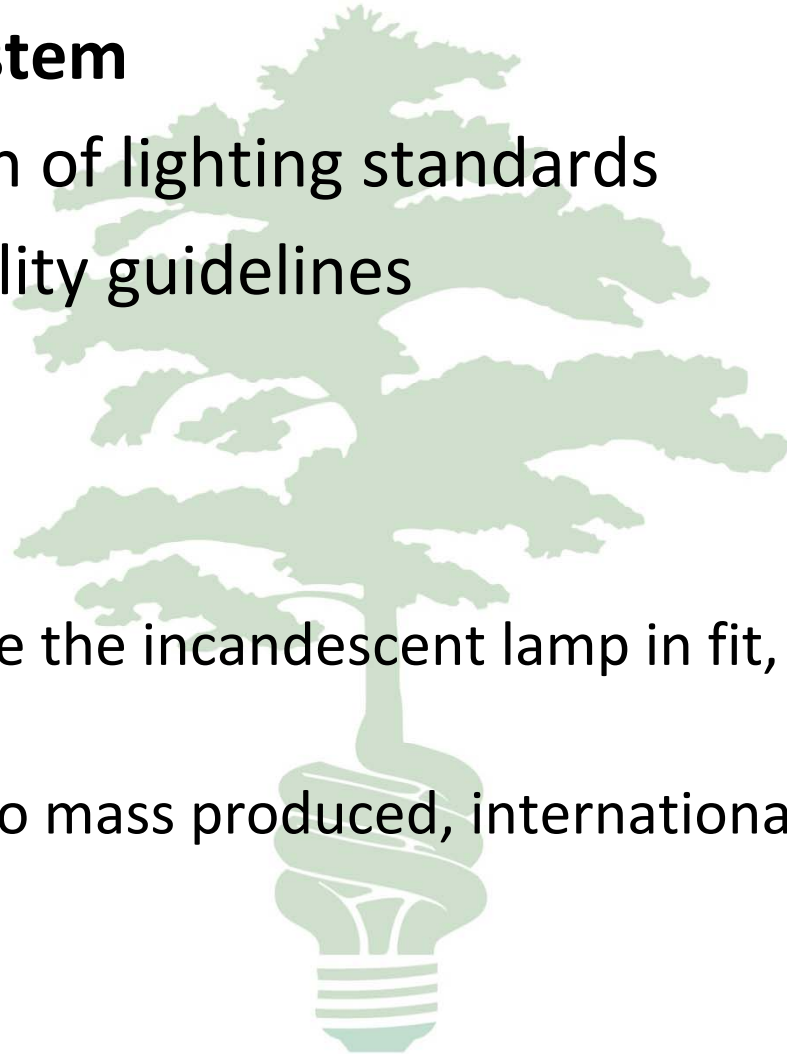 stem
n of lighting standards
lity guidelines
e the incandescent lamp in fit,
o mass produced, internationa